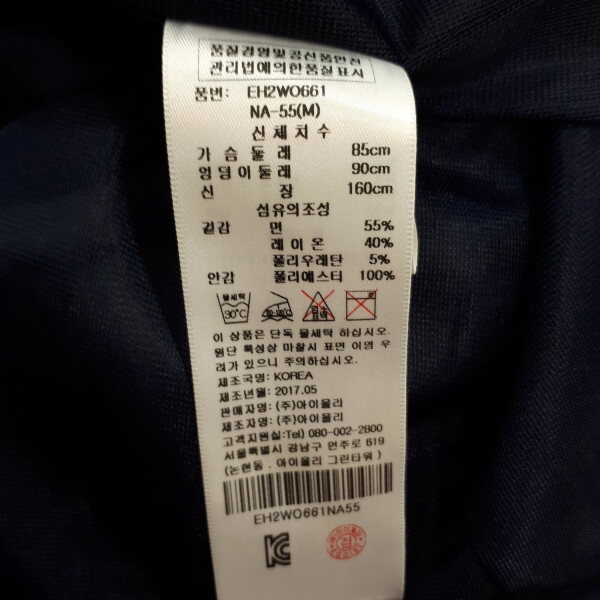 품질경영및공산품안전
관리법에의한품질표시
품번: EH2WO661
NA-55(M)
신체치수
가슴둘레 85cm
엉덩이둘레 90cm
신장 160cm
섬유의조성
겉감 면 55%
레이온 40%
폴리우레탄 5%
안감 폴리에스터 100%
물세탁
30℃
이 상품은 단독 물세탁 하십시오.
원단 특성상 마찰시 표면 이염 우
려가 있으니 주의하십시오.
제조국명: KOREA
제조년월: 2017.05
판매자명: (주)아이올리
제조자명: (주)아이올리
고객지원실:Tel) 080-002-2800
서울특별시 강남구 언주로 619
(논현동. 아이올리 그린타워)
EH2WO661NA55
검